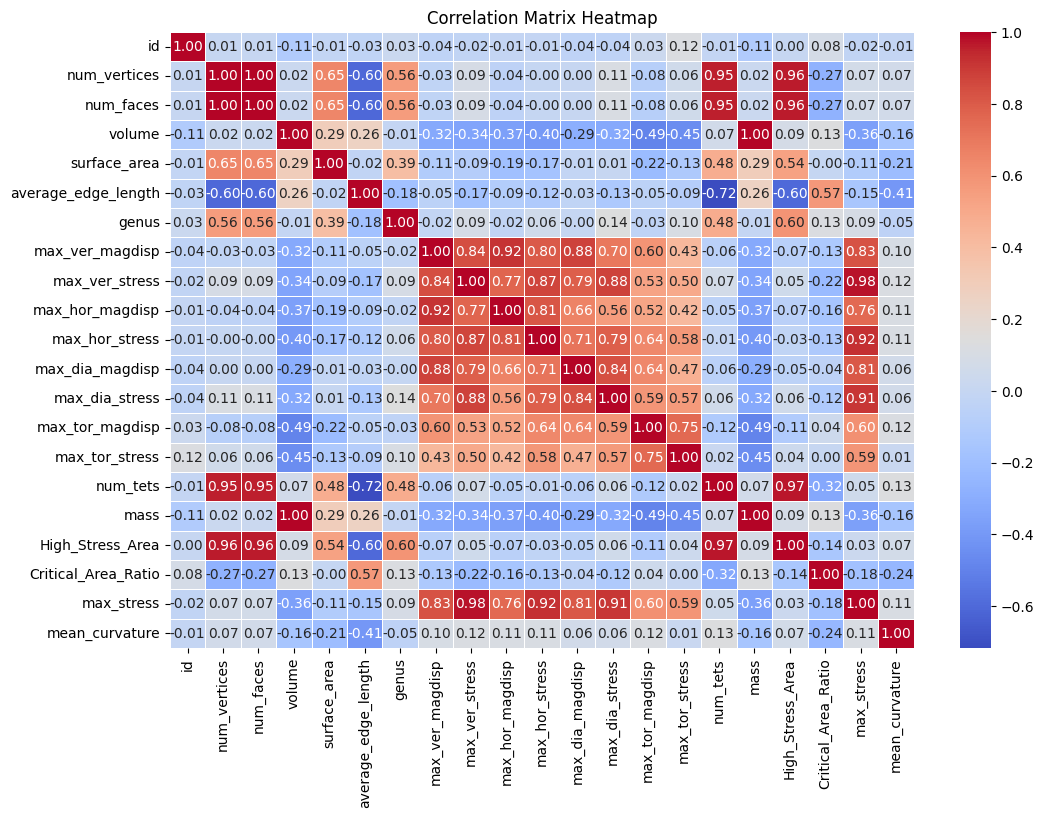 Correlation Matrix Heatmap
id 1.00 0.01 0.01 -0.11 -0.01 -0.03 0.03 -0.04 -0.02 -0.01 -0.01 -0.04 -0.04 0.03 0.12 -0.01 -0.11 0.00 0.08 -0.02 -0.01
num_vertices 0.01 1.00 1.00 0.02 0.65 -0.60 0.56 -0.03 0.09 -0.04 -0.00 0.00 0.11 -0.08 0.06 0.95 0.02 0.96 -0.27 0.07 0.07
num_faces 0.01 1.00 1.00 0.02 0.65 -0.60 0.56 -0.03 0.09 -0.04 -0.00 0.00 0.11 -0.08 0.06 0.95 0.02 0.96 -0.27 0.07 0.07
volume -0.11 0.02 0.02 1.00 0.29 0.26 -0.01 -0.32 -0.34 -0.37 -0.40 -0.29 -0.32 -0.49 -0.45 0.07 1.00 0.09 0.13 -0.36 -0.16
surface_area -0.01 0.65 0.65 0.29 1.00 -0.02 0.39 -0.11 -0.09 -0.19 -0.17 -0.01 0.01 -0.22 -0.13 0.48 0.29 0.54 -0.00 -0.11 -0.21
average_edge_length -0.03 -0.60 -0.60 0.26 -0.02 1.00 -0.18 -0.05 -0.17 -0.09 -0.12 -0.03 -0.13 -0.05 -0.09 -0.72 0.26 -0.60 0.57 -0.15 -0.41
genus 0.03 0.56 0.56 -0.01 0.39 -0.18 1.00 -0.02 0.09 -0.02 0.06 -0.00 0.14 -0.03 0.10 0.48 -0.01 0.60 0.13 0.09 -0.05
max_ver_magdisp -0.04 -0.03 -0.03 -0.32 -0.11 -0.05 -0.02 1.00 0.84 0.92 0.80 0.88 0.70 0.60 0.43 -0.06 -0.32 -0.07 -0.13 0.83 0.10
max_ver_stress -0.02 0.09 0.09 -0.34 -0.09 -0.17 0.09 0.84 1.00 0.77 0.87 0.79 0.88 0.53 0.50 0.07 -0.34 0.05 -0.22 0.98 0.12
max_hor_magdisp -0.01 -0.04 -0.04 -0.37 -0.19 -0.09 -0.02 0.92 0.77 1.00 0.81 0.66 0.56 0.52 0.42 -0.05 -0.37 -0.07 -0.16 0.76 0.11
max_hor_stress -0.01 -0.00 -0.00 -0.40 -0.17 -0.12 0.06 0.80 0.87 0.81 1.00 0.71 0.79 0.64 0.58 -0.01 -0.40 -0.03 -0.13 0.92 0.11
max_dia_magdisp -0.04 0.00 0.00 -0.29 -0.01 -0.03 -0.00 0.88 0.79 0.66 0.71 1.00 0.84 0.64 0.47 -0.06 -0.29 -0.05 -0.04 0.81 0.06
max_dia_stress -0.04 0.11 0.11 -0.32 0.01 -0.13 0.14 0.70 0.88 0.56 0.79 0.84 1.00 0.59 0.57 0.06 -0.32 0.06 -0.12 0.91 0.06
max_tor_magdisp 0.03 -0.08 -0.08 -0.49 -0.22 -0.05 -0.03 0.60 0.53 0.52 0.64 0.64 0.59 1.00 0.75 -0.12 -0.49 -0.11 0.04 0.60 0.12
max_tor_stress 0.12 0.06 0.06 -0.45 -0.13 -0.09 0.10 0.43 0.50 0.42 0.58 0.47 0.57 0.75 1.00 0.02 -0.45 0.04 0.00 0.59 0.01
num_tets -0.01 0.95 0.95 0.07 0.48 -0.72 0.48 -0.06 0.07 -0.05 -0.01 -0.06 0.06 -0.12 0.02 1.00 0.07 0.97 -0.32 0.05 0.13
mass -0.11 0.02 0.02 1.00 0.29 0.26 -0.01 -0.32 -0.34 -0.37 -0.40 -0.29 -0.32 -0.49 -0.45 0.07 1.00 0.09 0.13 -0.36 -0.16
High_Stress_Area 0.00 0.96 0.96 0.09 0.54 -0.60 0.60 -0.07 0.05 -0.07 -0.03 -0.05 0.06 -0.11 0.04 0.97 0.09 1.00 -0.14 0.03 0.07
Critical_Area_Ratio 0.08 -0.27 -0.27 0.13 -0.00 0.57 0.13 -0.13 -0.22 -0.16 -0.13 -0.04 -0.12 0.04 0.00 -0.32 0.13 -0.14 1.00 -0.18 -0.24
max_stress -0.02 0.07 0.07 -0.36 -0.11 -0.15 0.09 0.83 0.98 0.76 0.92 0.81 0.91 0.60 0.59 0.05 -0.36 0.03 -0.18 1.00 0.11
mean_curvature -0.01 0.07 0.07 -0.16 -0.21 -0.41 -0.05 0.10 0.12 0.11 0.11 0.06 0.06 0.12 0.01 0.13 -0.16 0.07 -0.24 0.11 1.00
id
num_vertices
num_faces
volume
surface_area
average_edge_length
genus
max_ver_magdisp
max_ver_stress
max_hor_magdisp
max_hor_stress
max_dia_magdisp
max_dia_stress
max_tor_magdisp
max_tor_stress
num_tets
mass
High_Stress_Area
Critical_Area_Ratio
max_stress
mean_curvature
1.0
0.8
0.6
0.4
0.2
0.0
-0.2
-0.4
-0.6